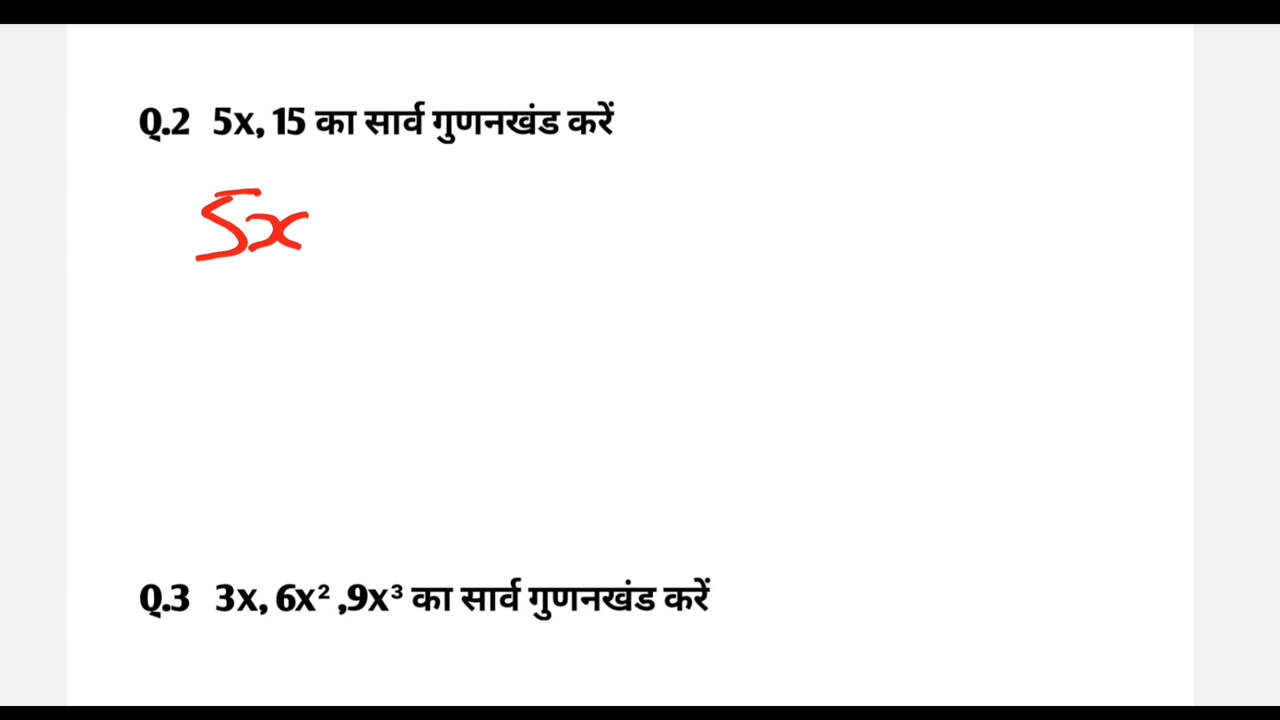 Q.2 5x, 15 का सार्व गुणनखंड करें
5x
Q.3 3x, 6x² ,9x³ का सार्व गुणनखंड करें